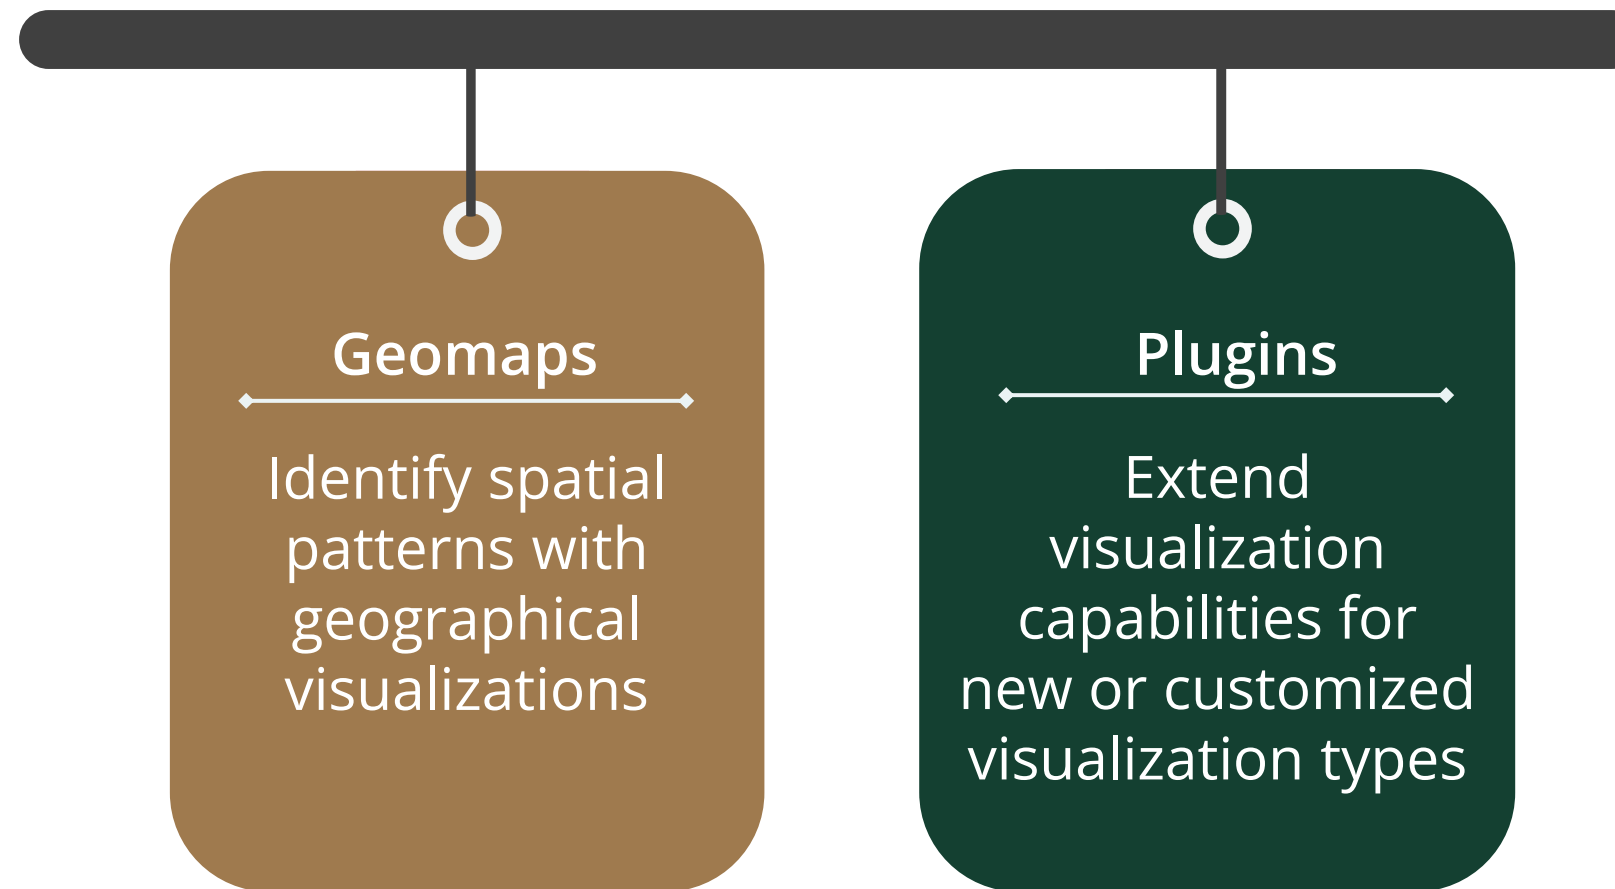 Geomaps
Identify spatial
patterns with
geographical
visualizations
Plugins
Extend
visualization
capabilities for
new or customized
visualization types